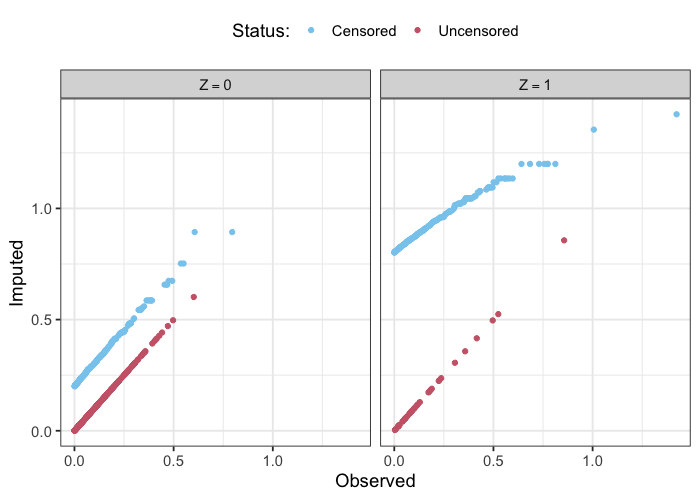 Status: Censored Uncensored
Z = 0 Z = 1
1.0
0.5
0.0
Imputed
0.0 0.5 1.0 0.0 0.5 1.0
Observed